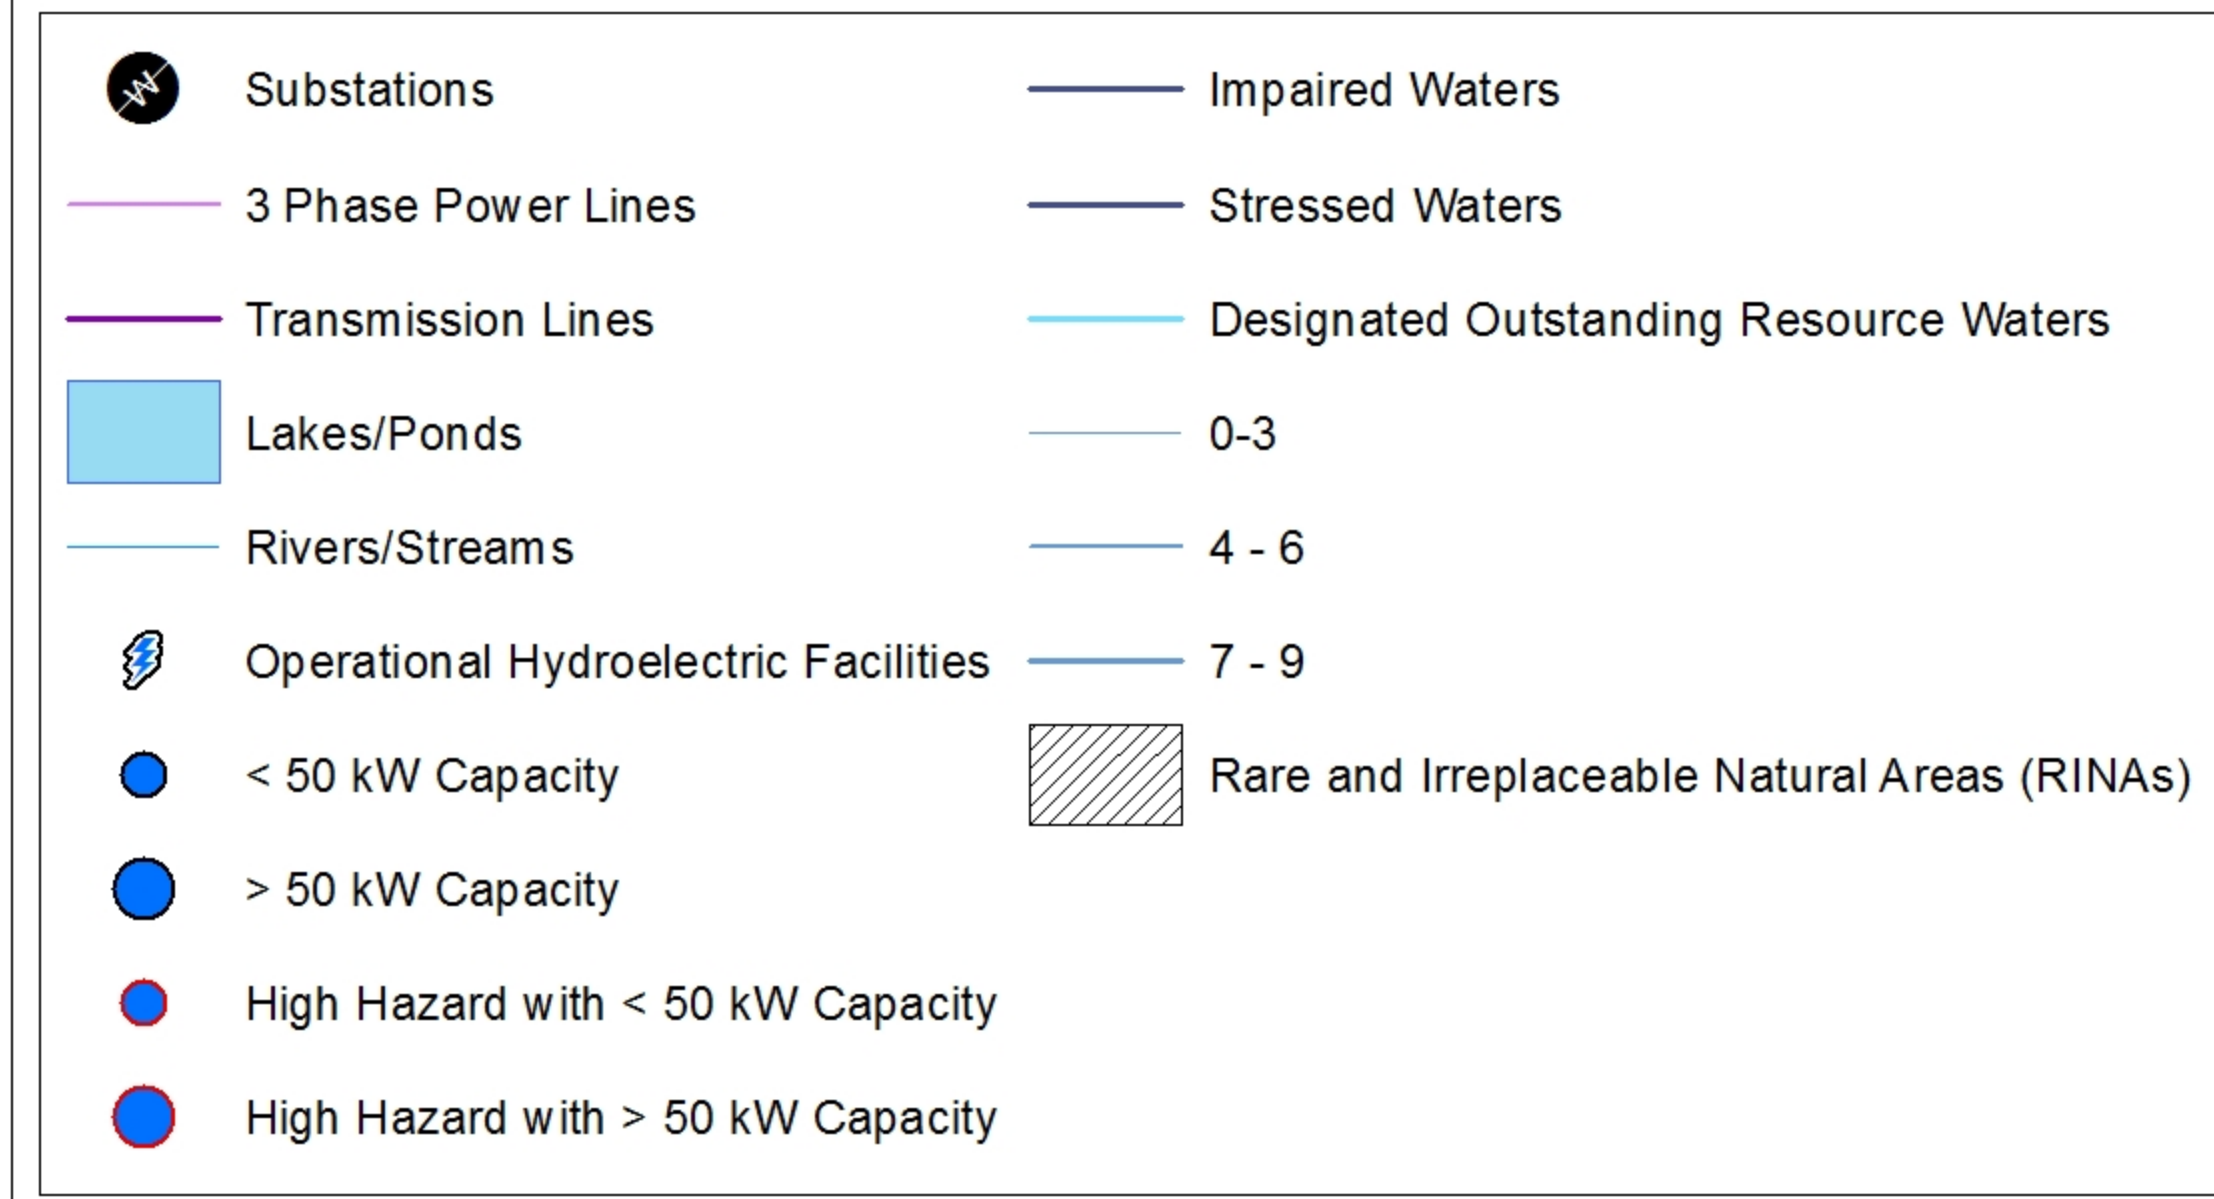 Substations
3 Phase Power Lines
Transmission Lines
Lakes/Ponds
Rivers/Streams
Operational Hydroelectric Facilities
< 50 kW Capacity
> 50 kW Capacity
High Hazard with < 50 kW Capacity
High Hazard with > 50 kW Capacity
Impaired Waters
Stressed Waters
Designated Outstanding Resource Waters
0-3
4 - 6
7 - 9
Rare and Irreplaceable Natural Areas (RINAs)